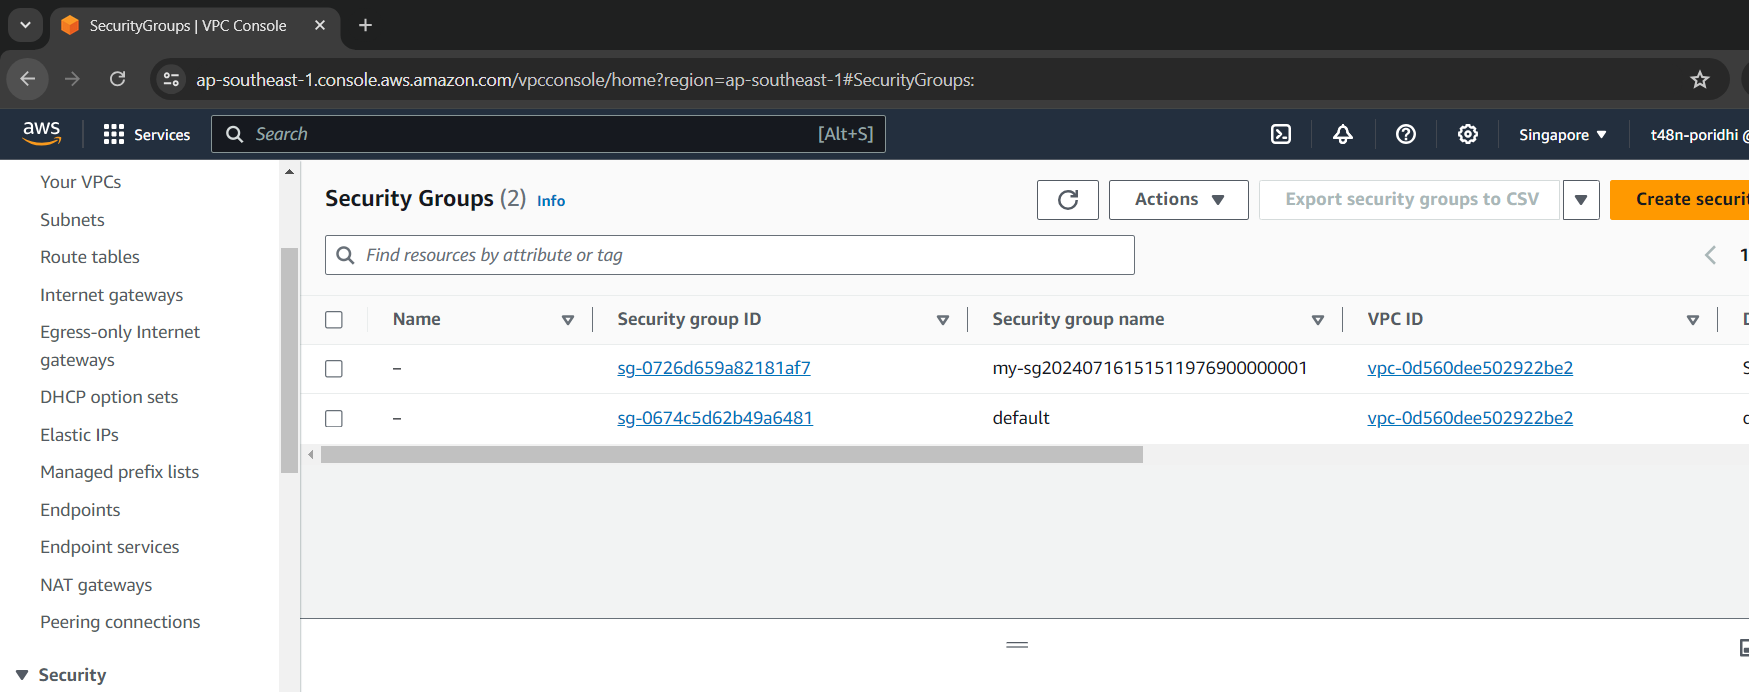 SecurityGroups | VPC Console
ap-southeast-1.console.aws.amazon.com/vpcconsole/home?region=ap-southeast-1#SecurityGroups:
aws Services Search [Alt+S] Singapore t48n-poridhi @
Your VPCs
Subnets
Route tables
Internet gateways
Egress-only Internet
gateways
DHCP option sets
Elastic IPs
Managed prefix lists
Endpoints
Endpoint services
NAT gateways
Peering connections
Security
Security Groups (2) Info
Actions Export security groups to CSV Create securit
Find resources by attribute or tag
1
Name Security group ID Security group name VPC ID
– sg-0726d659a82181af7 my-sg20240716151511976900000001 vpc-0d560dee502922be2
– sg-0674c5d62b49a6481 default vpc-0d560dee502922be2